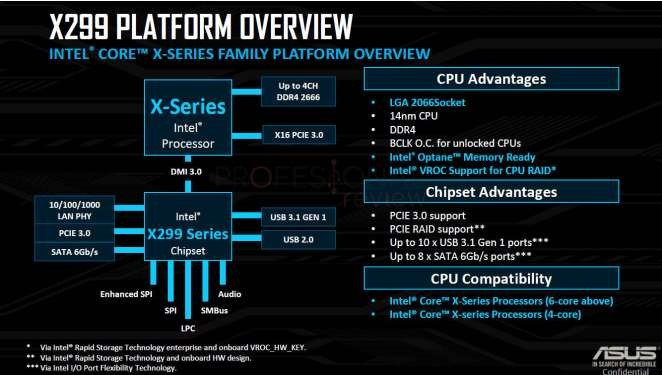 X299 PLATFORM OVERVIEW
INTEL® CORE™ X-SERIES FAMILY PLATFORM OVERVIEW
X-Series
Intel®
Processor
Up to 4CH
DDR4 2666
X16 PCIE 3.0
DMI 3.0
10/100/1000
LAN PHY
PCIE 3.0
SATA 6Gb/s
Intel®
X299 Series
Chipset
USB 3.1 GEN 1
USB 2.0
Enhanced SPI
SPI
LPC
SMBus
Audio
CPU Advantages
• LGA 2066Socket
• 14nm CPU
• DDR4
• BCLK O.C. for unlocked CPUs
• Intel® Optane™ Memory Ready
• Intel® VROC Support for CPU RAID*
Chipset Advantages
• PCIE 3.0 support
• PCIE RAID support**
• Up to 10 x USB 3.1 Gen 1 ports***
• Up to 8 x SATA 6Gb/s ports***
CPU Compatibility
• Intel® Core™ X-Series Processors (6-core above)
• Intel® Core™ X-Series Processors (4-core)
* Via Intel® Rapid Storage Technology enterprise and onboard VROC_HW_KEY.
** Via Intel® Rapid Storage Technology and onboard HW design.
*** Via Intel I/O Port Flexibility Technology.
ASUS
IN SEARCH OF INCREDIBLE
Confidential
review